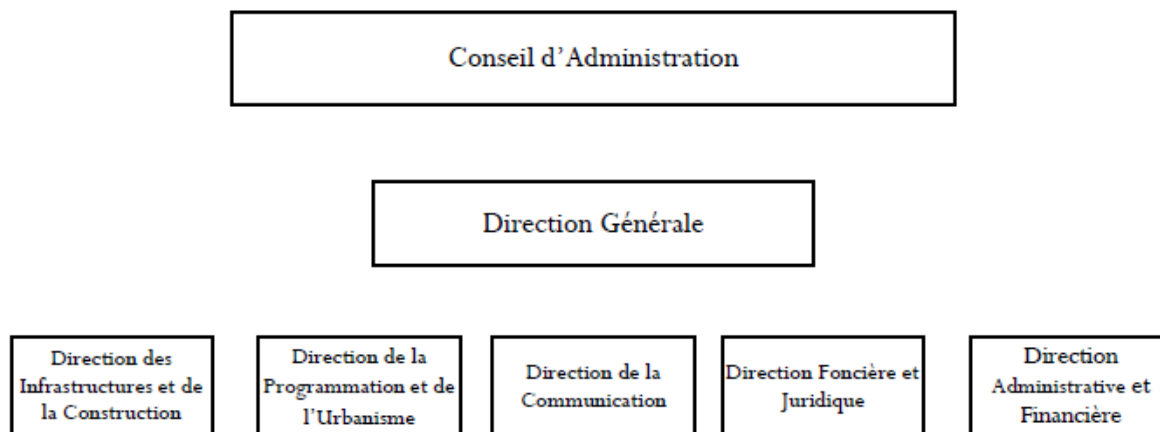 Conseil d'Administration
Direction Générale
Direction des
Infrastructures et de
la Construction
Direction de la
Programmation et de
l'Urbanisme
Direction de la
Communication
Direction Foncière et
Juridique
Direction
Administrative et
Financière